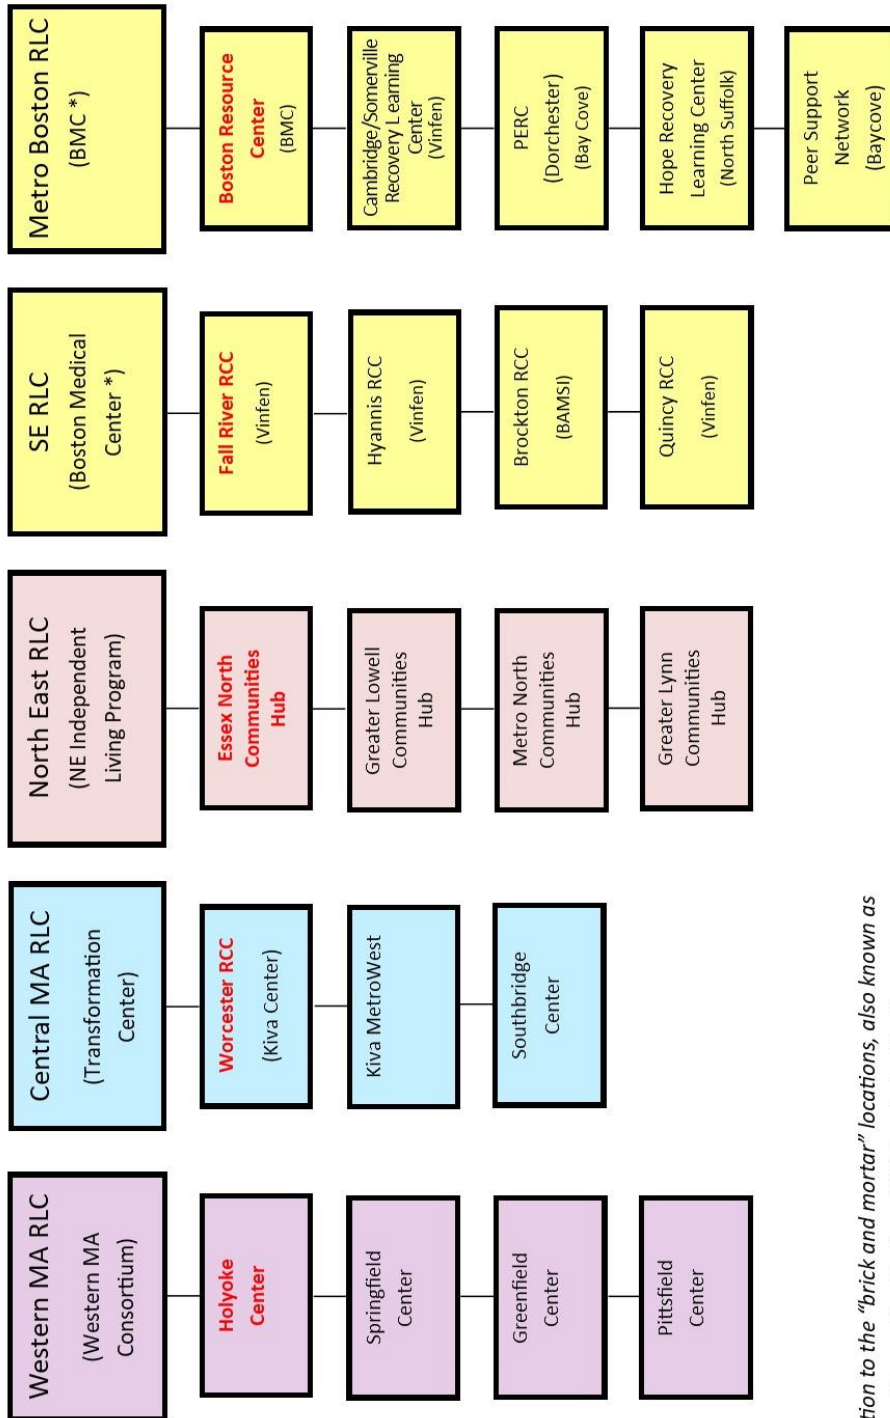 Western MA RLC
(Western MA
Consortium)
Holyoke
Center
Springfield
Center
Greenfield
Center
Pittsfield
Center
Central MA RLC
(Transformation
Center)
Worcester RCC
(Kiva Center)
Kiva MetroWest
Southbridge
Center
North East RLC
(NE Independent
Living Program)
Essex North
Communities
Hub
Greater Lowell
Communities
Hub
Metro North
Communities
Hub
Greater Lynn
Communities
Hub
SE RLC
(Boston Medical
Center *)
Fall River RCC
(Vinfen)
Hyannis RCC
(Vinfen)
Brockton RCC
(BAMSI)
Quincy RCC
(Vinfen)
Metro Boston RLC
(BMC *)
Boston Resource
Center
(BMC)
Cambridge/Somerville
Recovery L earning
Center
(Vinfen)
PERC
(Dorchester)
(Bay Cove)
Hope Recovery
Learning Center
(North Suffolk)
Peer Support
Network
(Baycove)
tion to the “brick and mortar” locations, also known as